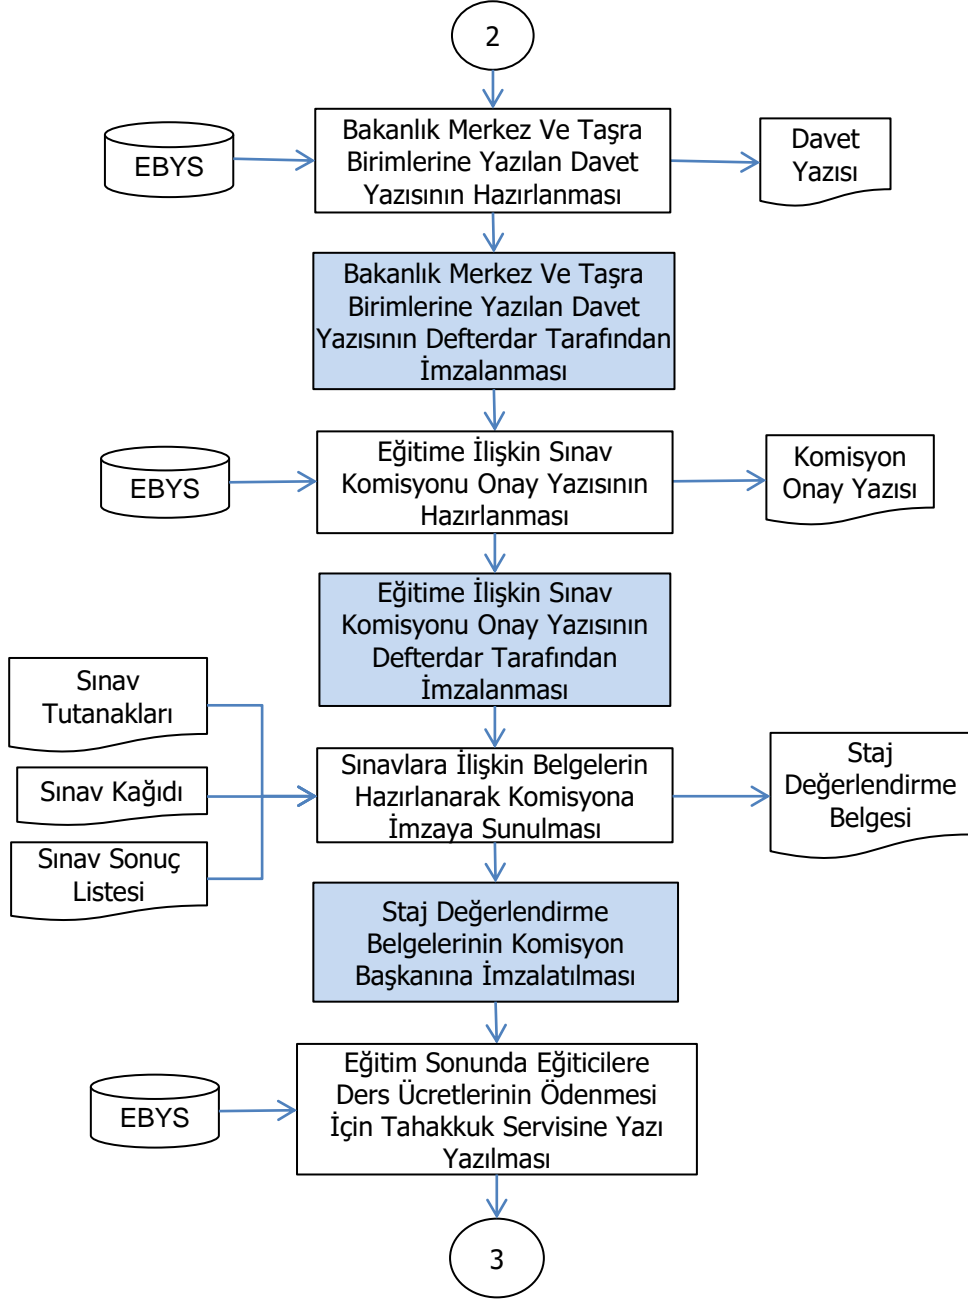 2
EBYS
Bakanlık Merkez Ve Taşra
Birimlerine Yazılan Davet
Yazısının Hazırlanması
Davet
Yazısı
Bakanlık Merkez Ve Taşra
Birimlerine Yazılan Davet
Yazısının Defterdar Tarafından
İmzalanması
EBYS
Eğitime İlişkin Sınav
Komisyonu Onay Yazısının
Hazırlanması
Komisyon
Onay Yazısı
Eğitime İlişkin Sınav
Komisyonu Onay Yazısının
Defterdar Tarafından
İmzalanması
Sınav
Tutanakları
Sınav Kağıdı
Sınav Sonuç
Listesi
Sınavlara İlişkin Belgelerin
Hazırlanarak Komisyona
İmzaya Sunulması
Staj
Değerlendirme
Belgesi
Staj Değerlendirme
Belgelerinin Komisyon
Başkanına İmzalatılması
EBYS
Eğitim Sonunda Eğiticilere
Ders Ücretlerinin Ödenmesi
İçin Tahakkuk Servisine Yazı
Yazılması
3